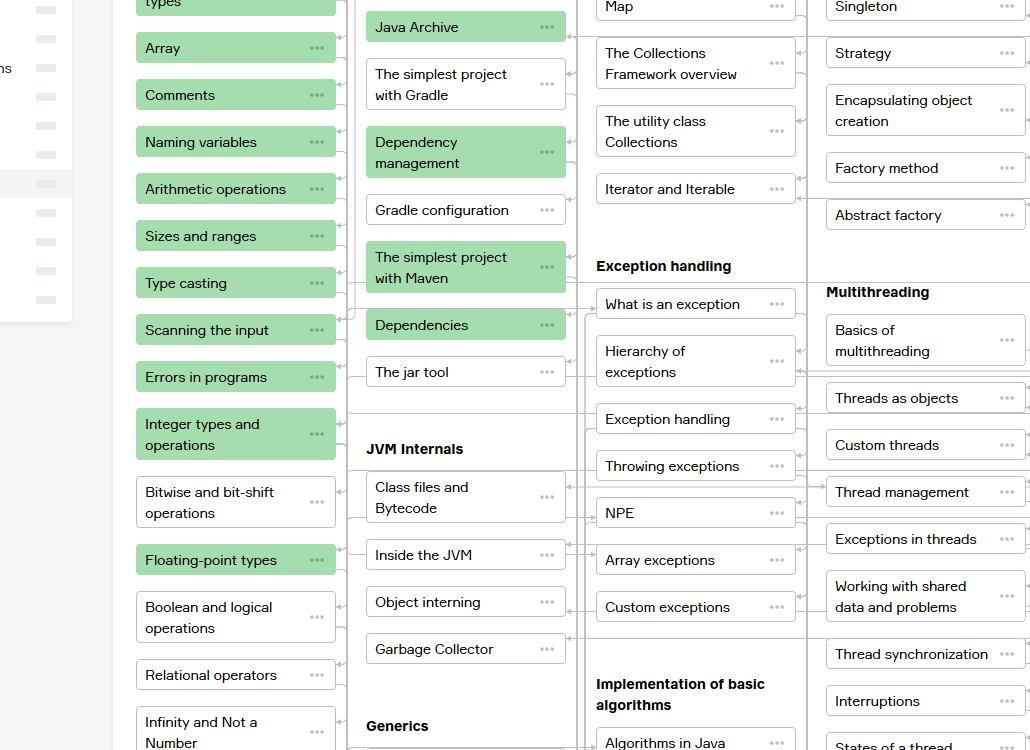 ns
types
Array
Comments
Naming variables
Arithmetic operations
Sizes and ranges
Type casting
Scanning the input
Errors in programs
Integer types and
operations
Bitwise and bit-shift
operations
Floating-point types
Boolean and logical
operations
Relational operators
Infinity and Not a
Number
Java Archive
The simplest project
with Gradle
Dependency
management
Gradle configuration
The simplest project
with Maven
Dependencies
The jar tool
JVM Internals
Class files and
Bytecode
Inside the JVM
Object interning
Garbage Collector
Generics
Map
The Collections
Framework overview
The utility class
Collections
Iterator and Iterable
Exception handling
What is an exception
Hierarchy of
exceptions
Exception handling
Throwing exceptions
NPE
Array exceptions
Custom exceptions
Implementation of basic
algorithms
Algorithms in Java
Singleton
Strategy
Encapsulating object
creation
Factory method
Abstract factory
Multithreading
Basics of
multithreading
Threads as objects
Custom threads
Thread management
Exceptions in threads
Working with shared
data and problems
Thread synchronization
Interruptions
States of a thread